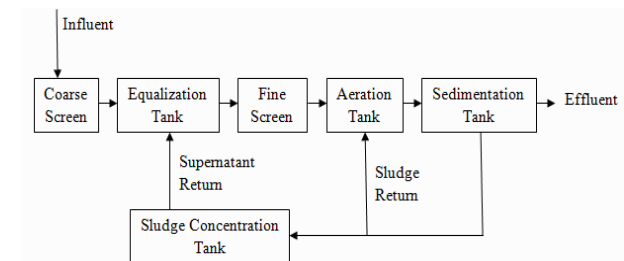 Influent
Coarse
Screen
Equalization
Tank
Fine
Screen
Aeration
Tank
Sedimentation
Tank
Effluent
Supernatant
Return
Sludge
Return
Sludge Concentration
Tank